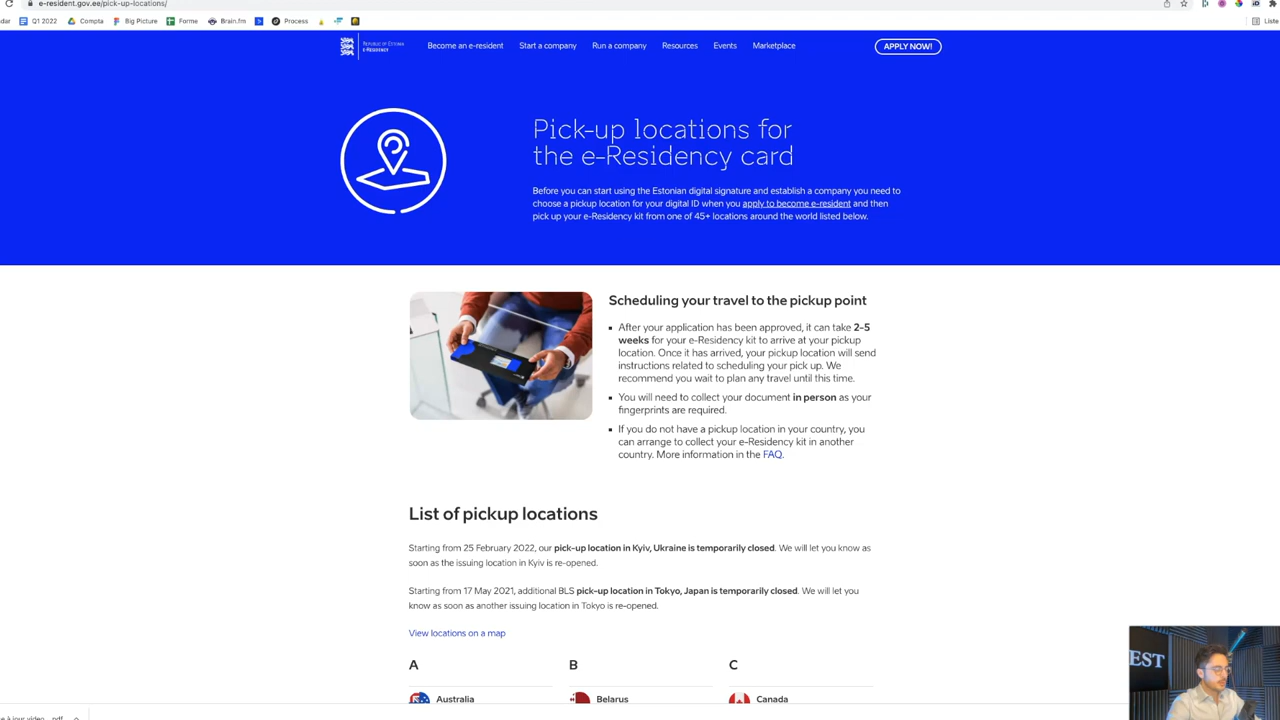 e-resident.gov.ee/pick-up-locations/
dar Q1 2022 Compta Big Picture Forme Brain.fm Process Liste
REPUBLIC OF ESTONIA
E-RESIDENCY
Become an e-resident Start a company Run a company Resources Events Marketplace APPLY NOW!
Pick-up locations for
the e-Residency card
Before you can start using the Estonian digital signature and establish a company you need to
choose a pickup location for your digital ID when you apply to become e-resident and then
pick up your e-Residency kit from one of 45+ locations around the world listed below.
Scheduling your travel to the pickup point
After your application has been approved, it can take 2-5
weeks for your e-Residency kit to arrive at your pickup
location. Once it has arrived, your pickup location will send
instructions related to scheduling your pick up. We
recommend you wait to plan any travel until this time.
You will need to collect your document in person as your
fingerprints are required.
If you do not have a pickup location in your country, you
can arrange to collect your e-Residency kit in another
country. More information in the FAQ.
List of pickup locations
Starting from 25 February 2022, our pick-up location in Kyiv, Ukraine is temporarily closed. We will let you know as
soon as the issuing location in Kyiv is re-opened.
Starting from 17 May 2021, additional BLS pick-up location in Tokyo, Japan is temporarily closed. We will let you
know as soon as another issuing location in Tokyo is re-opened.
View locations on a map
A B C
Australia Belarus Canada
EST
e à jour video....pdf